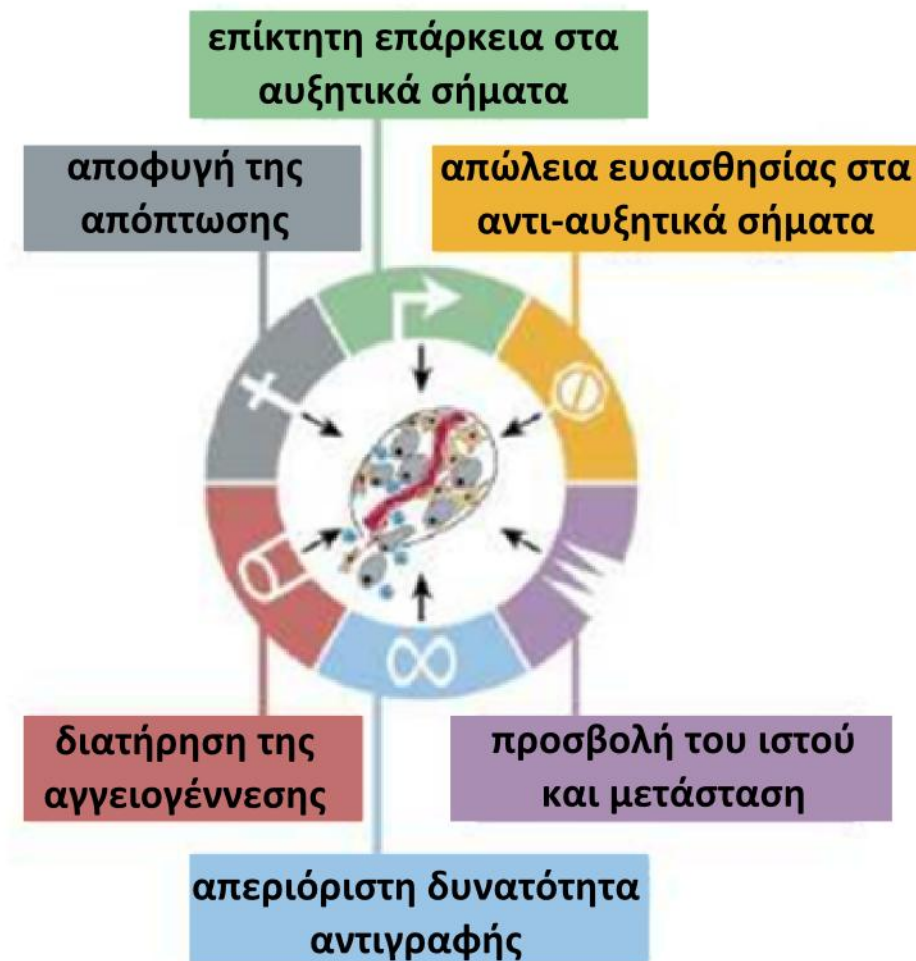 επίκτητη επάρκεια στα
αυξητικά σήματα
αποφυγή της
απόπτωσης
απώλεια ευαισθησίας στα
αντι-αυξητικά σήματα
διατήρηση της
αγγειογέννεσης
προσβολή του ιστού
και μετάσταση
απεριόριστη δυνατότητα
αντιγραφής